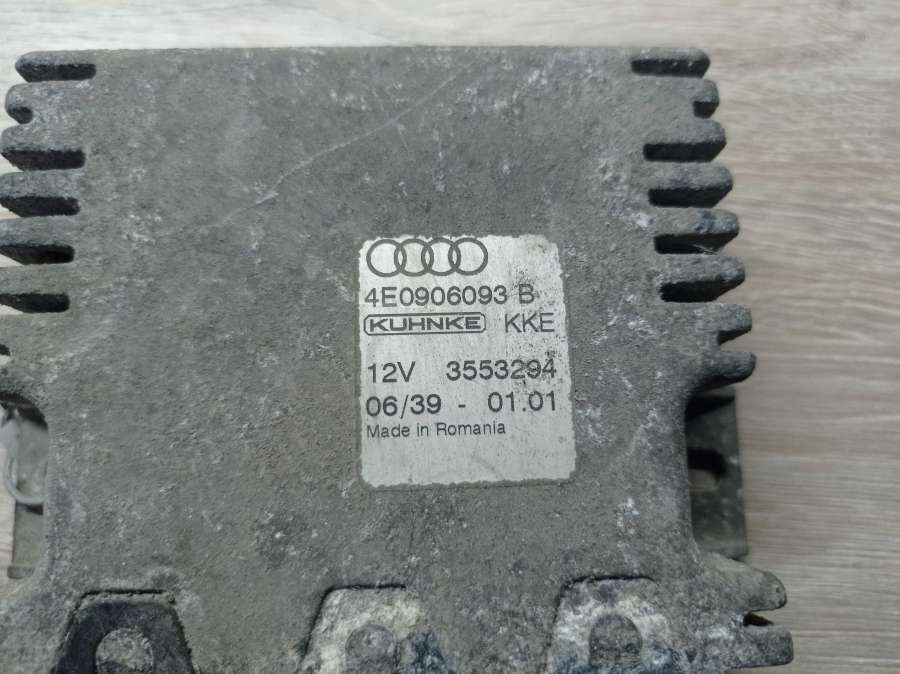 4E0906093 B
KUHNKE KKE
12V 3553294
06/39 - 01.01
Made in Romania